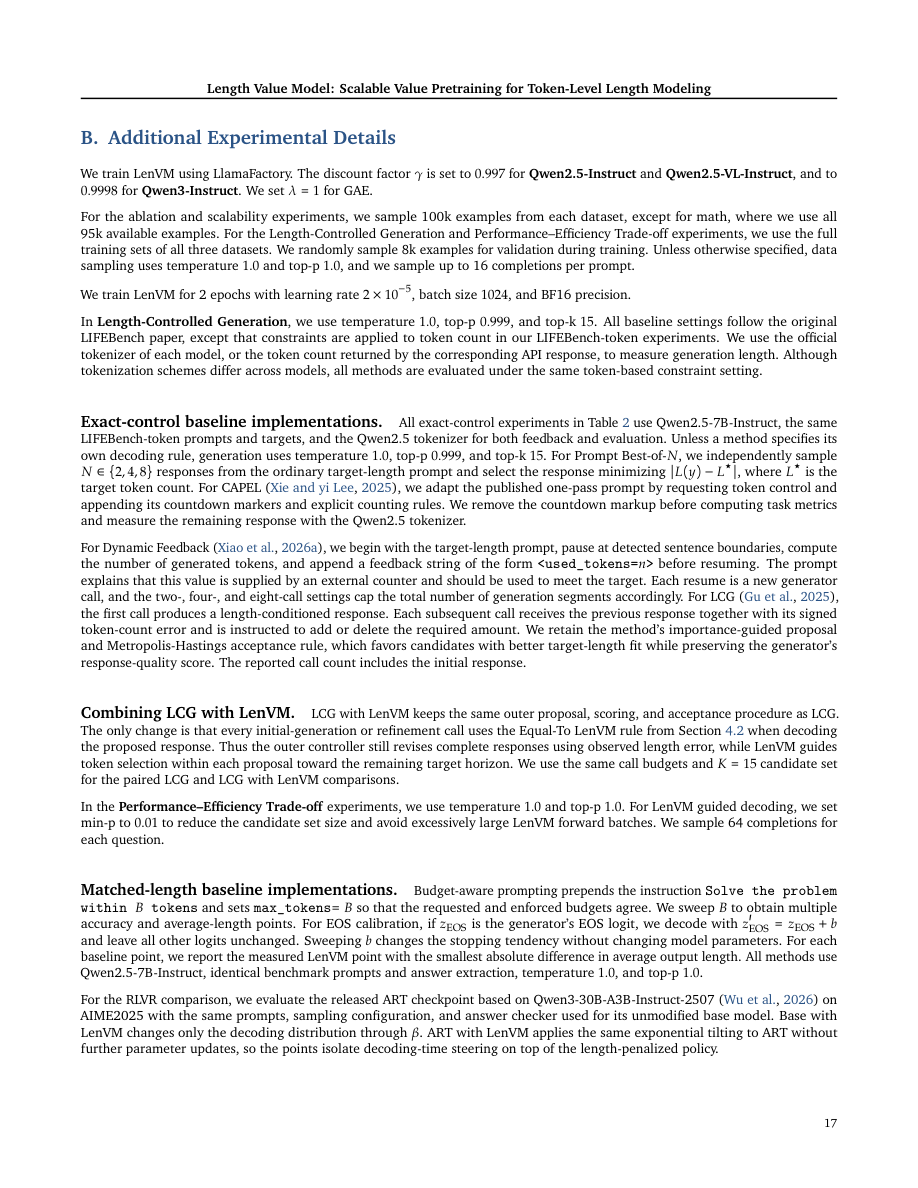 Length Value Model: Scalable Value Pretraining for Token-Level Length Modeling
B. Additional Experimental Details
We train LenVM using LlamaFactory. The discount factor γ is set to 0.997 for Qwen2.5-Instruct and Qwen2.5-VL-Instruct, and to
0.9998 for Qwen3-Instruct. We set λ = 1 for GAE.
For the ablation and scalability experiments, we sample 100k examples from each dataset, except for math, where we use all
95k available examples. For the Length-Controlled Generation and Performance–Efficiency Trade-off experiments, we use the full
training sets of all three datasets. We randomly sample 8k examples for validation during training. Unless otherwise specified, data
sampling uses temperature 1.0 and top-p 1.0, and we sample up to 16 completions per prompt.
We train LenVM for 2 epochs with learning rate 2 × 10⁻⁵, batch size 1024, and BF16 precision.
In Length-Controlled Generation, we use temperature 1.0, top-p 0.999, and top-k 15. All baseline settings follow the original
LIFEBench paper, except that constraints are applied to token count in our LIFEBench-token experiments. We use the official
tokenizer of each model, or the token count returned by the corresponding API response, to measure generation length. Although
tokenization schemes differ across models, all methods are evaluated under the same token-based constraint setting.
Exact-control baseline implementations. All exact-control experiments in Table 2 use Qwen2.5-7B-Instruct, the same
LIFEBench-token prompts and targets, and the Qwen2.5 tokenizer for both feedback and evaluation. Unless a method specifies its
own decoding rule, generation uses temperature 1.0, top-p 0.999, and top-k 15. For Prompt Best-of-N, we independently sample
N ∈ {2, 4, 8} responses from the ordinary target-length prompt and select the response minimizing |L(y) − L★|, where L★ is the
target token count. For CAPEL (Xie and yi Lee, 2025), we adapt the published one-pass prompt by requesting token control and
appending its countdown markers and explicit counting rules. We remove the countdown markup before computing task metrics
and measure the remaining response with the Qwen2.5 tokenizer.
For Dynamic Feedback (Xiao et al., 2026a), we begin with the target-length prompt, pause at detected sentence boundaries, compute
the number of generated tokens, and append a feedback string of the form <used_tokens=n> before resuming. The prompt
explains that this value is supplied by an external counter and should be used to meet the target. Each resume is a new generator
call, and the two-, four-, and eight-call settings cap the total number of generation segments accordingly. For LCG (Gu et al., 2025),
the first call produces a length-conditioned response. Each subsequent call receives the previous response together with its signed
token-count error and is instructed to add or delete the required amount. We retain the method's importance-guided proposal
and Metropolis-Hastings acceptance rule, which favors candidates with better target-length fit while preserving the generator's
response-quality score. The reported call count includes the initial response.
Combining LCG with LenVM. LCG with LenVM keeps the same outer proposal, scoring, and acceptance procedure as LCG.
The only change is that every initial-generation or refinement call uses the Equal-To LenVM rule from Section 4.2 when decoding
the proposed response. Thus the outer controller still revises complete responses using observed length error, while LenVM guides
token selection within each proposal toward the remaining target horizon. We use the same call budgets and K = 15 candidate set
for the paired LCG and LCG with LenVM comparisons.
In the Performance–Efficiency Trade-off experiments, we use temperature 1.0 and top-p 1.0. For LenVM guided decoding, we set
min-p to 0.01 to reduce the candidate set size and avoid excessively large LenVM forward batches. We sample 64 completions for
each question.
Matched-length baseline implementations. Budget-aware prompting prepends the instruction Solve the problem
within B tokens and sets max_tokens= B so that the requested and enforced budgets agree. We sweep B to obtain multiple
accuracy and average-length points. For EOS calibration, if z_EOS is the generator's EOS logit, we decode with z′_EOS = z_EOS + b
and leave all other logits unchanged. Sweeping b changes the stopping tendency without changing model parameters. For each
baseline point, we report the measured LenVM point with the smallest absolute difference in average output length. All methods use
Qwen2.5-7B-Instruct, identical benchmark prompts and answer extraction, temperature 1.0, and top-p 1.0.
For the RLVR comparison, we evaluate the released ART checkpoint based on Qwen3-30B-A3B-Instruct-2507 (Wu et al., 2026) on
AIME2025 with the same prompts, sampling configuration, and answer checker used for its unmodified base model. Base with
LenVM changes only the decoding distribution through β. ART with LenVM applies the same exponential tilting to ART without
further parameter updates, so the points isolate decoding-time steering on top of the length-penalized policy.
17